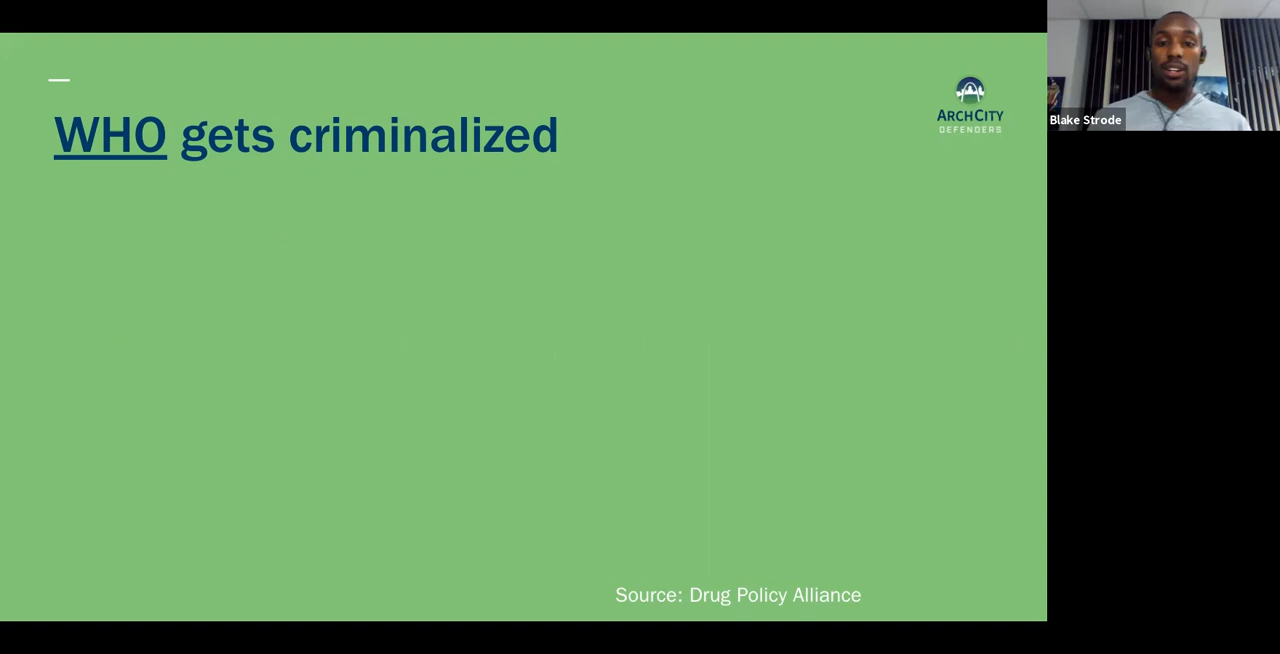 WHO gets criminalized
ARCHCITY
DEFENDERS
Blake Strode
Source: Drug Policy Alliance